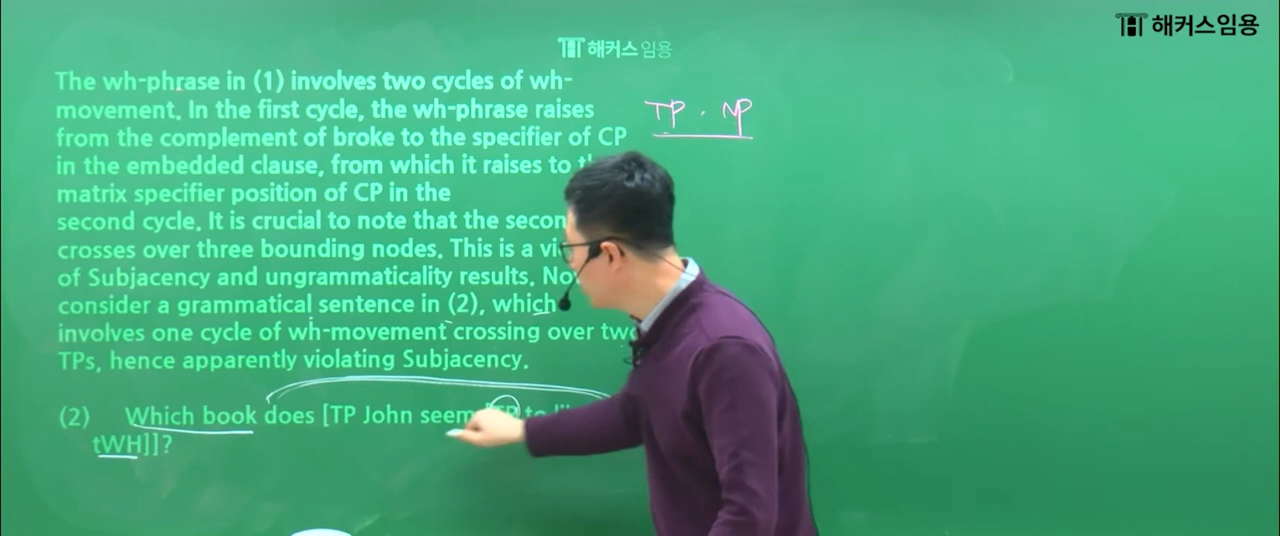 해커스임용
해커스임용
The wh-phrase in (1) involves two cycles of wh-
movement. In the first cycle, the wh-phrase raises
from the complement of broke to the specifier of CP
in the embedded clause, from which it raises to
matrix specifier position of CP in the
second cycle. It is crucial to note that the
crosses over three bounding nodes. This is a
of Subjacency and ungrammaticality results.
consider a grammatical sentence in (2), which
involves one cycle of wh-movement crossing over two
TPs, hence apparently violating Subjacency.
(2) Which book does [TP John seem [TP to
tWH]]?
TP . NP